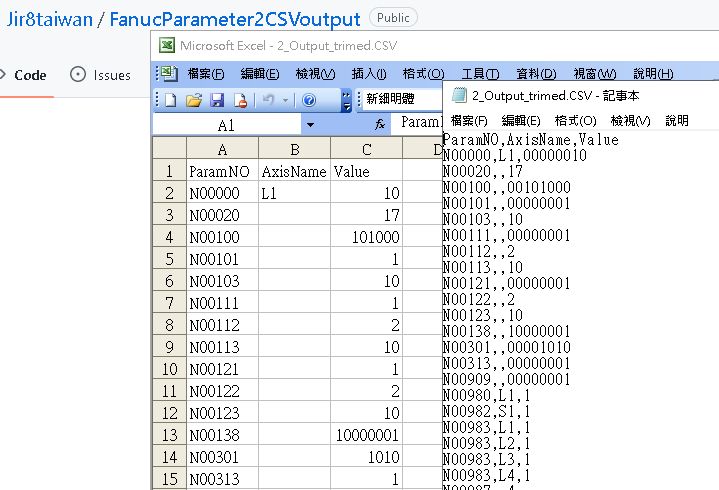 Jir8taiwan / FanucParameter2CSVoutput Public
Code Issues
Microsoft Excel - 2_Output_trimed.CSV
檔案(F) 編輯(E) 檢視(V) 插入(I) 格式(O) 工具(T) 資料(D) 視窗(W) 說明(H)
新細明體
A1 fx Param
A B C D
1 ParamNO AxisName Value
2 N00000 L1 10
3 N00020 17
4 N00100 101000
5 N00101 1
6 N00103 10
7 N00111 1
8 N00112 2
9 N00113 10
10 N00121 1
11 N00122 2
12 N00123 10
13 N00138 10000001
14 N00301 1010
15 N00313 1
2_Output_trimed.CSV - 記事本
檔案(F) 編輯(E) 格式(O) 檢視(V) 說明
ParamNO,AxisName,Value
N00000,L1,00000010
N00020,,17
N00100,,00101000
N00101,,00000001
N00103,,10
N00111,,00000001
N00112,,2
N00113,,10
N00121,,00000001
N00122,,2
N00123,,10
N00138,,10000001
N00301,,00001010
N00313,,00000001
N00909,,00000001
N00980,L1,1
N00982,S1,1
N00983,L1,1
N00983,L2,1
N00983,L3,1
N00983,L4,1